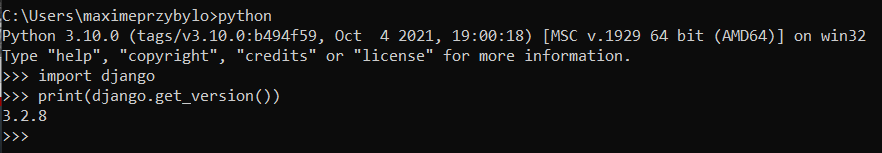 C:\Users\maximeprzybylo>python
Python 3.10.0 (tags/v3.10.0:b494f59, Oct  4 2021, 19:00:18) [MSC v.1929 64 bit (AMD64)] on win32
Type "help", "copyright", "credits" or "license" for more information.
>>> import django
>>> print(django.get_version())
3.2.8
>>>